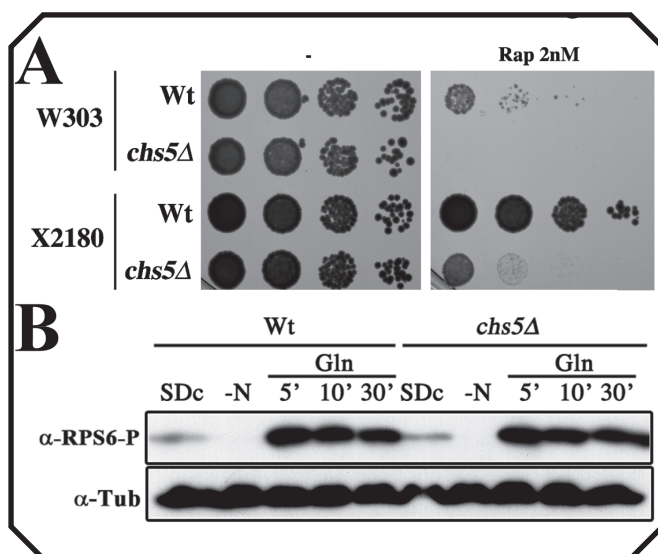 A
- Rap 2nM
W303 Wt
chs5Δ
X2180 Wt
chs5Δ
B
Wt chs5Δ
Gln Gln
SDc -N 5’ 10’ 30’ SDc -N 5’ 10’ 30’
α-RPS6-P
α-Tub